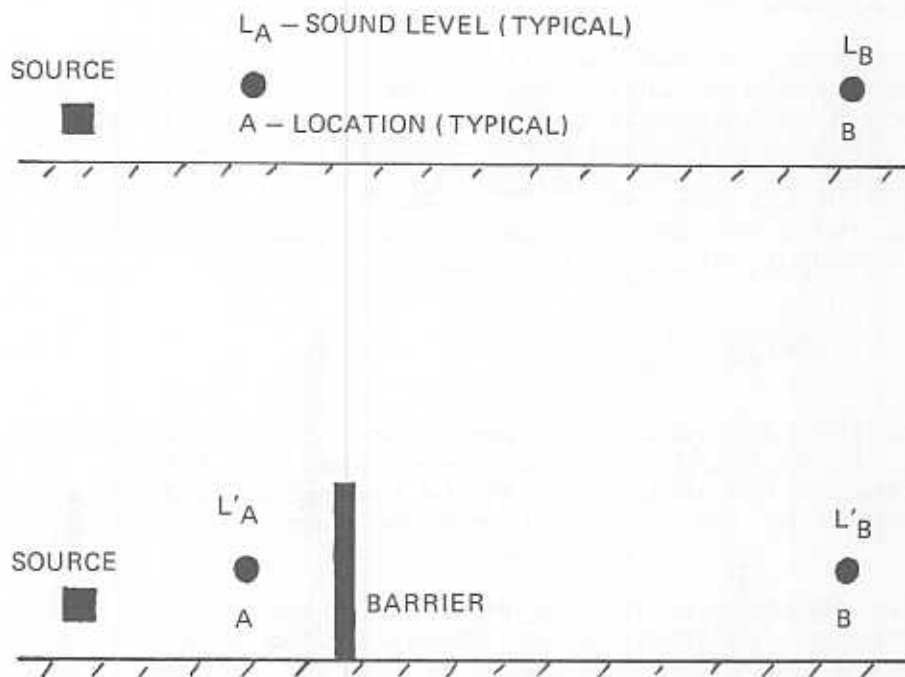 L_A – SOUND LEVEL (TYPICAL)
L_B
SOURCE
A – LOCATION (TYPICAL)
B
L'_A
L'_B
SOURCE
BARRIER
A
B